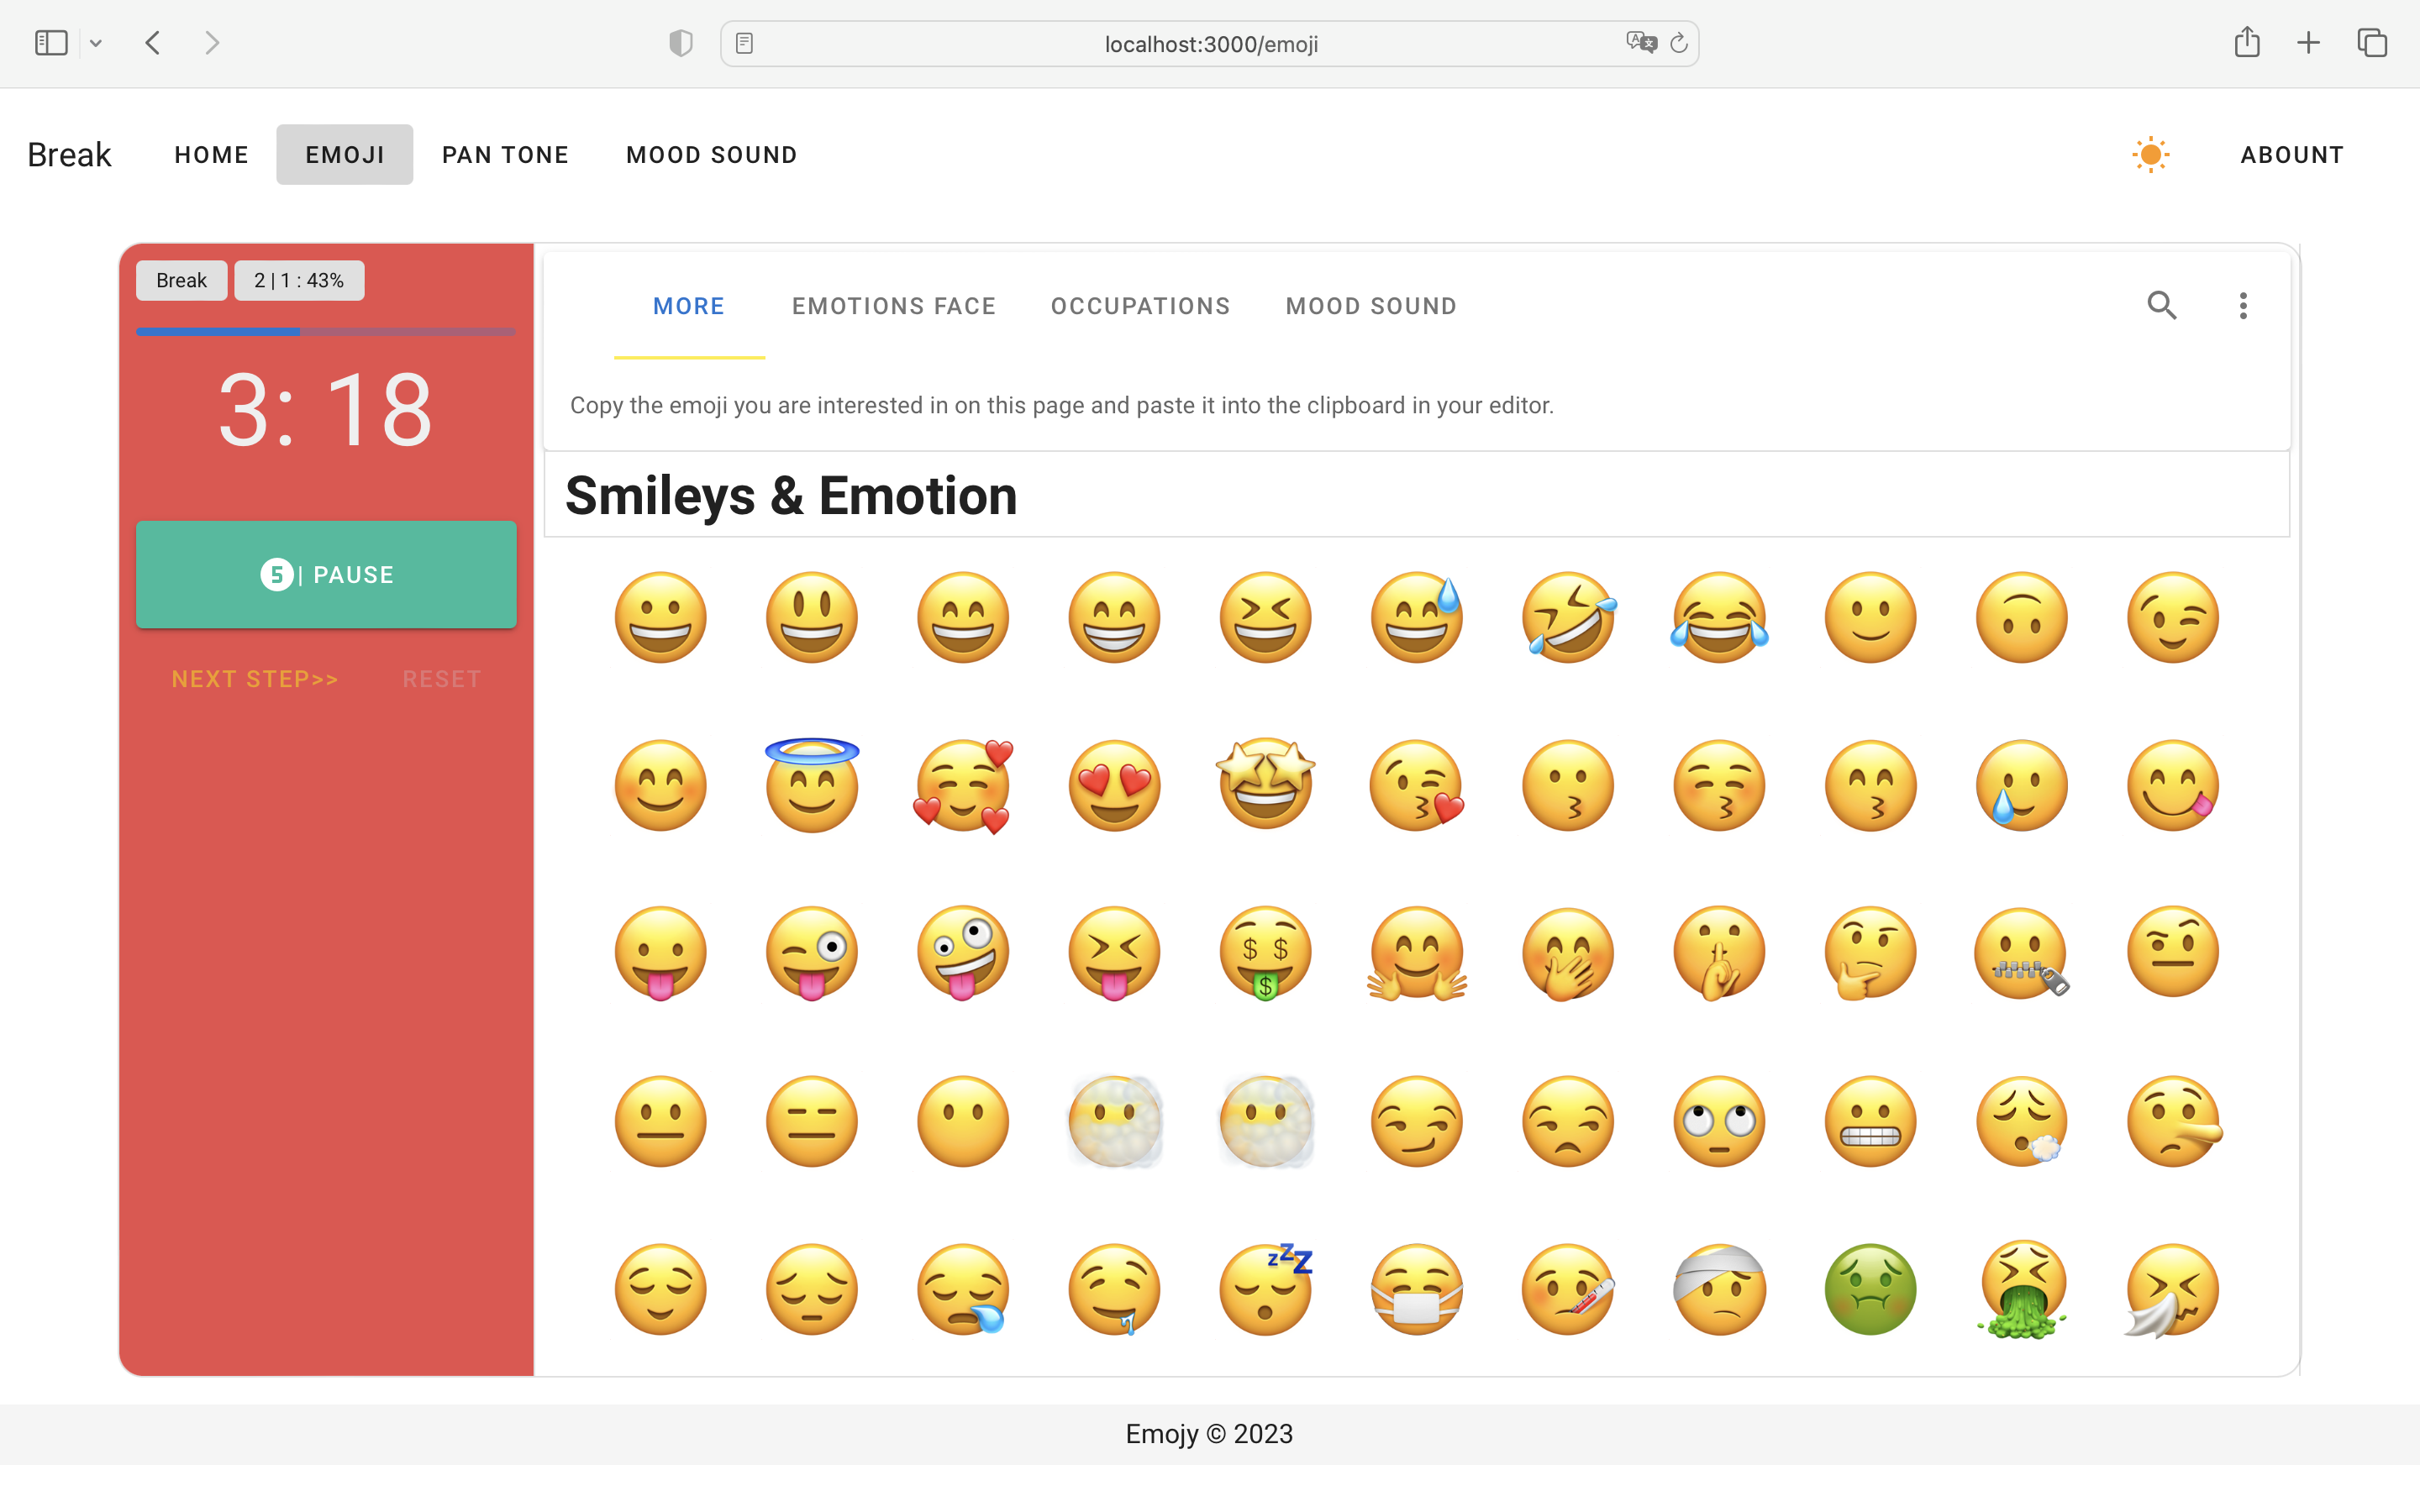 localhost:3000/emoji
Break HOME EMOJI PAN TONE MOOD SOUND ABOUNT
Break 2 | 1 : 43%
3: 18
5 | PAUSE
NEXT STEP>> RESET
MORE EMOTIONS FACE OCCUPATIONS MOOD SOUND
Copy the emoji you are interested in on this page and paste it into the clipboard in your editor.
Smileys & Emotion
Emojy © 2023